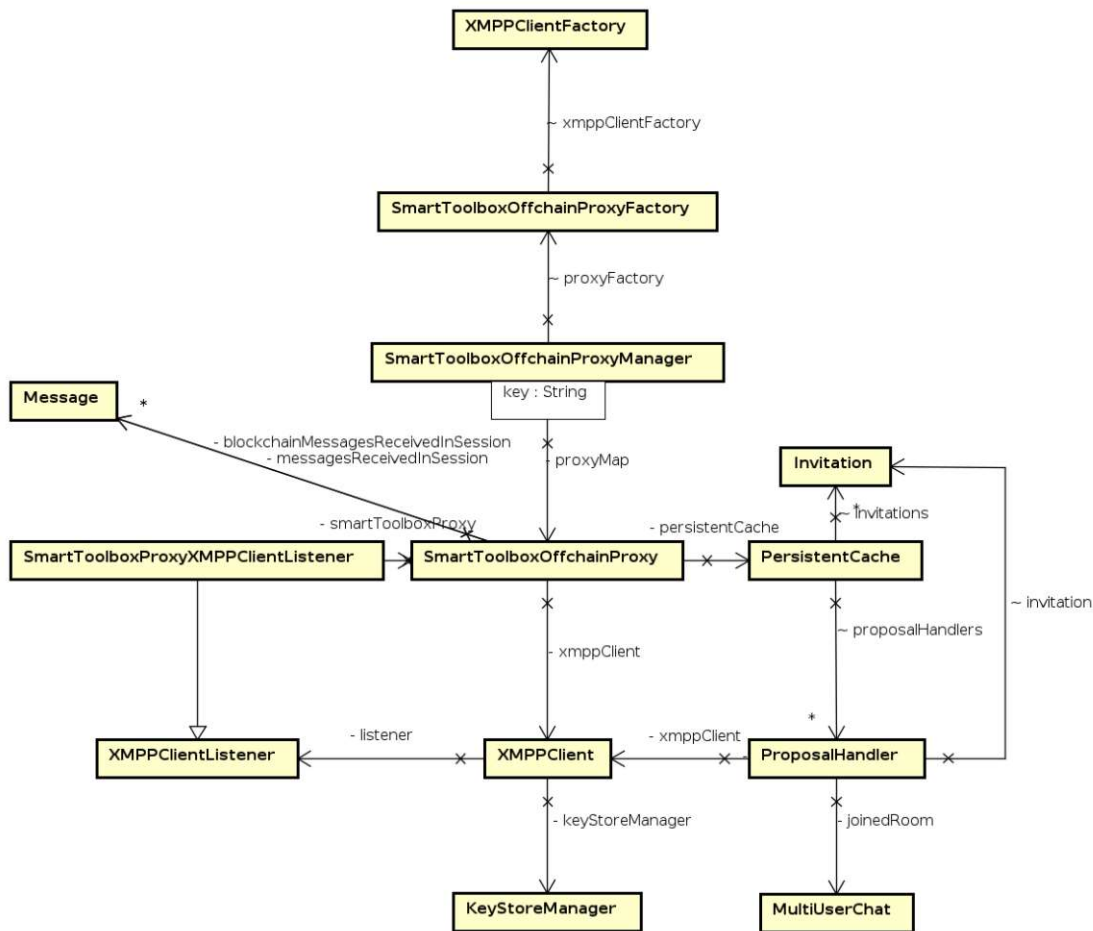 XMPPClientFactory
~ xmppClientFactory
SmartToolboxOffchainProxyFactory
~ proxyFactory
SmartToolboxOffchainProxyManager
key : String
Message
*
- blockchainMessagesReceivedInSession
- messagesReceivedInSession
- proxyMap
Invitation
*
~ invitations
- smartToolboxProxy
- persistentCache
SmartToolboxProxyXMPPClientListener
SmartToolboxOffchainProxy
PersistentCache
~ invitation
~ proposalHandlers
- xmppClient
*
- listener
- xmppClient
XMPPClientListener
XMPPClient
ProposalHandler
- keyStoreManager
- joinedRoom
KeyStoreManager
MultiUserChat